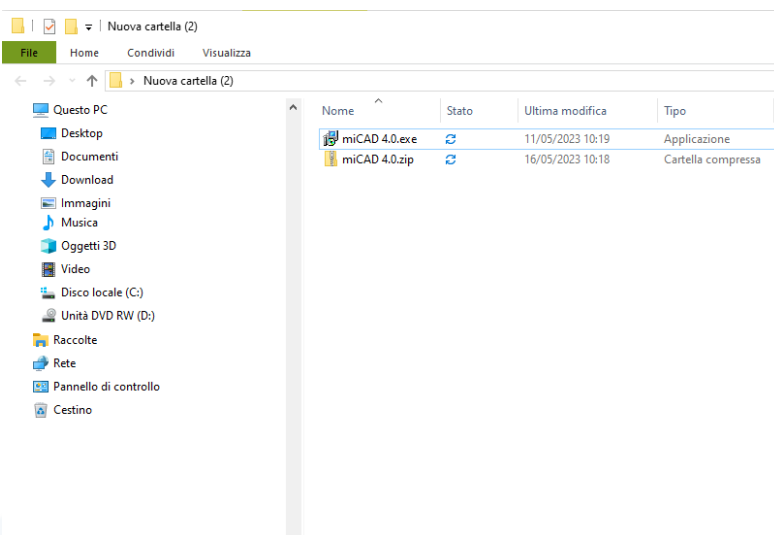 Nuova cartella (2)
File Home Condividi Visualizza
Nuova cartella (2)
Questo PC
Desktop
Documenti
Download
Immagini
Musica
Oggetti 3D
Video
Disco locale (C:)
Unità DVD RW (D:)
Raccolte
Rete
Pannello di controllo
Cestino
Nome Stato Ultima modifica Tipo
miCAD 4.0.exe 11/05/2023 10:19 Applicazione
miCAD 4.0.zip 16/05/2023 10:18 Cartella compressa